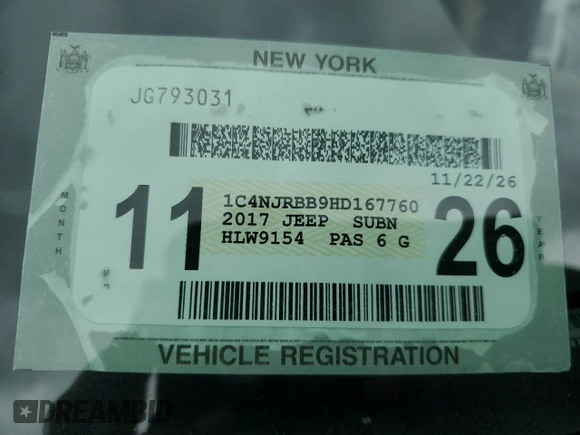 NEW YORK
JG793031
11/22/26
MONTH
11
1C4NJRBB9HD167760
2017 JEEP SUBN
HLW9154 PAS 6 G
26
YEAR
VEHICLE REGISTRATION
DREAMBID